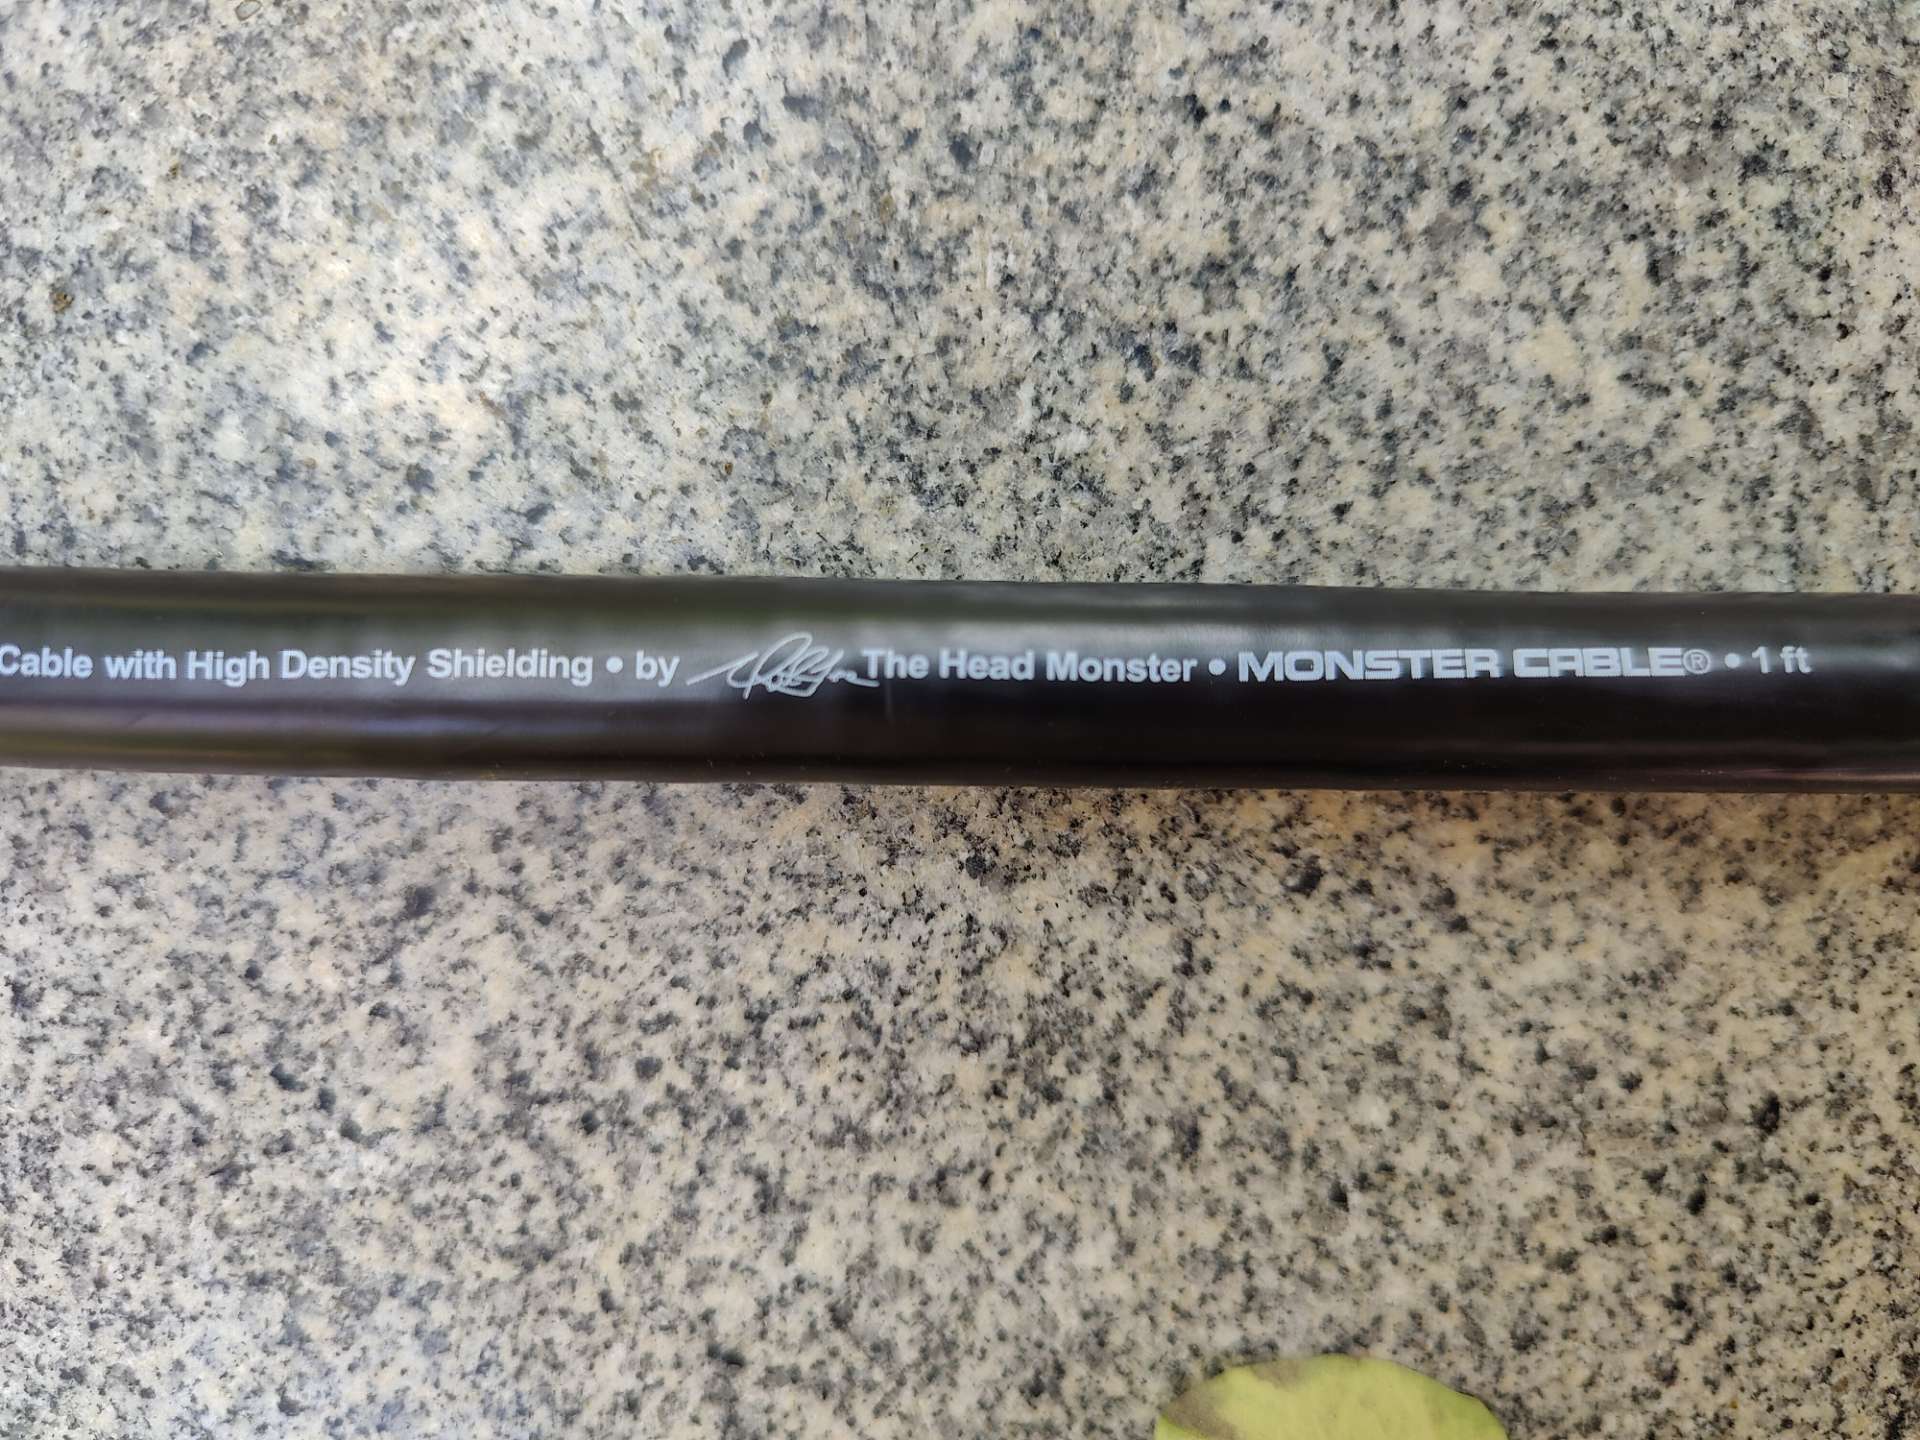 Cable with High Density Shielding • by The Head Monster • MONSTER CABLE® • 1 ft